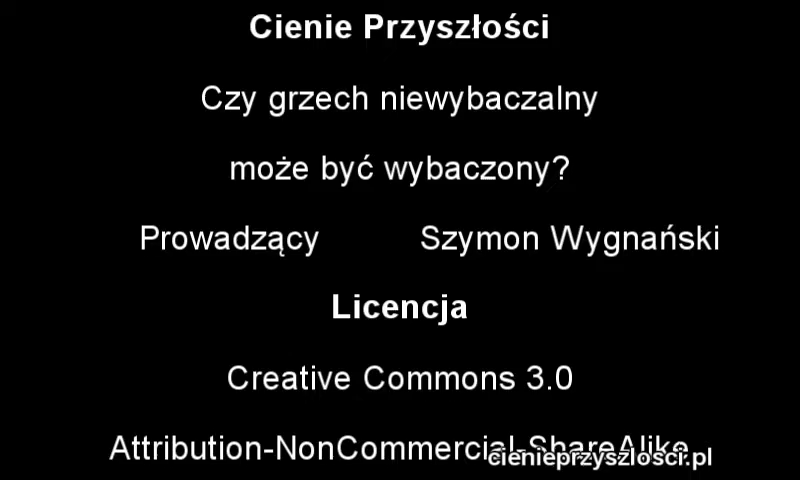 Cienie Przyszłości
Czy grzech niewybaczalny
może być wybaczony?
Prowadzący Szymon Wygnański
Licencja
Creative Commons 3.0
Attribution-NonCommercial-ShareAlike
cienieprzyszlosci.pl